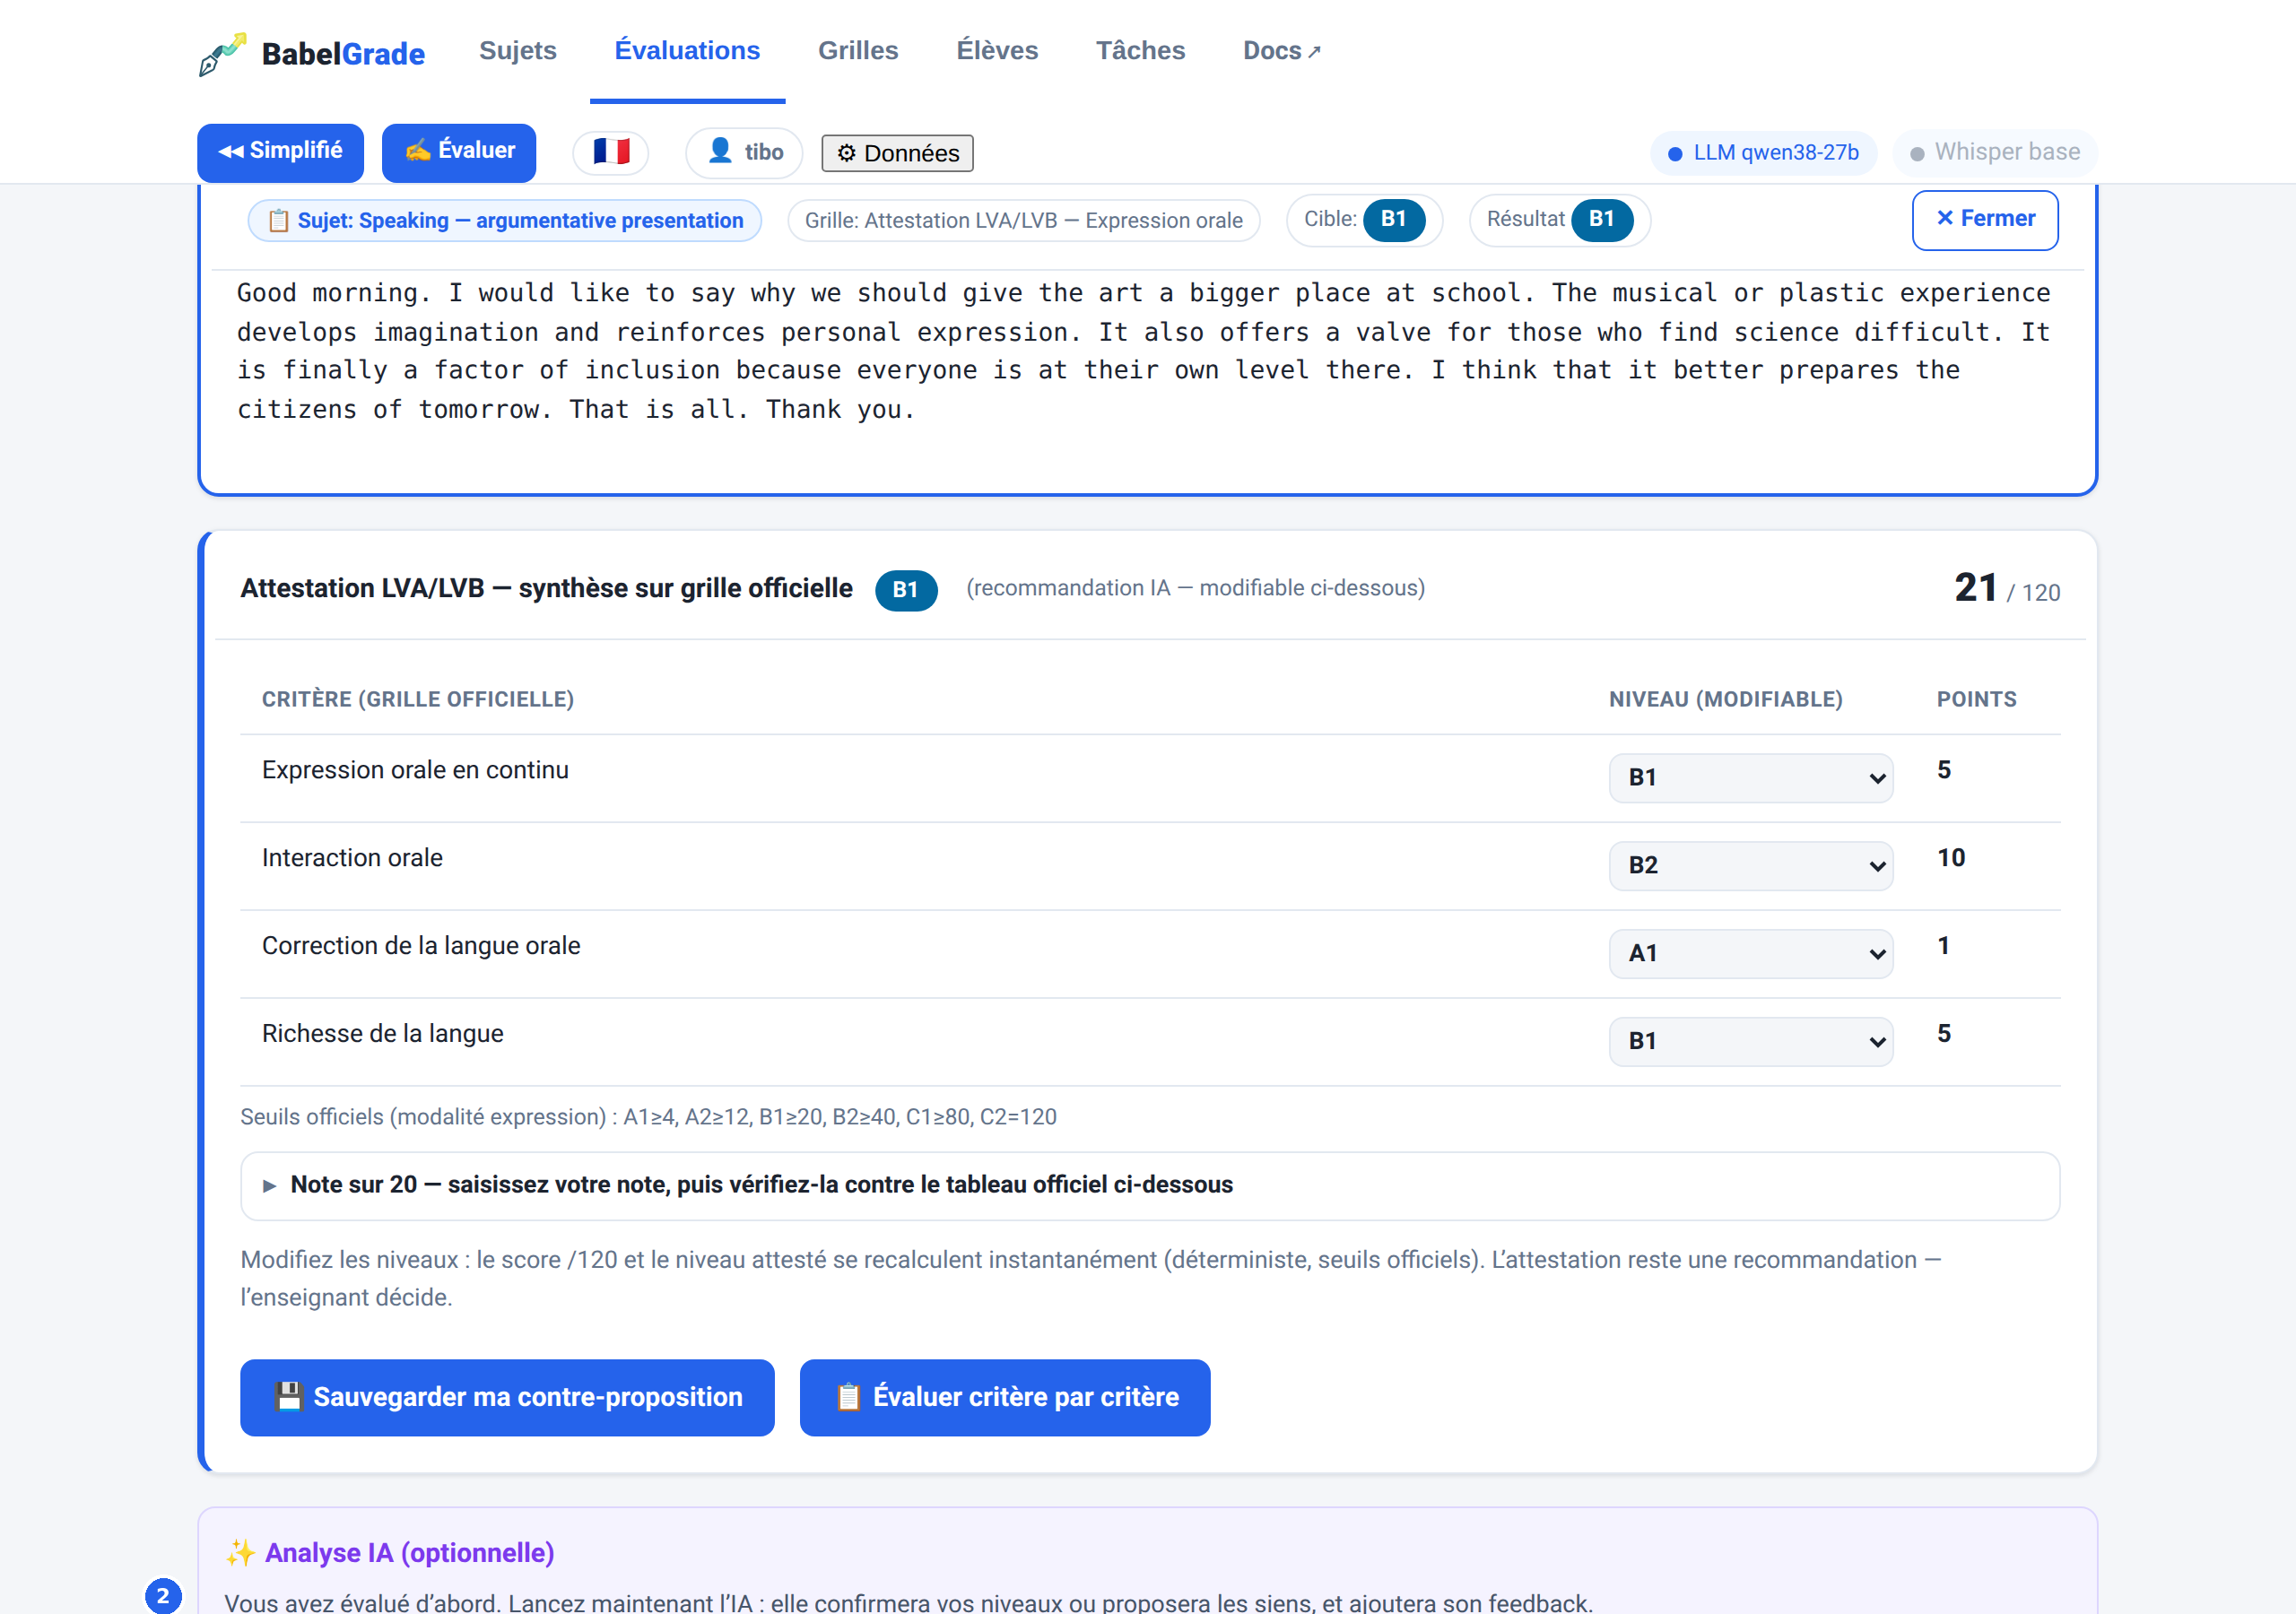 BabelGrade Sujets Évaluations Grilles Élèves Tâches Docs ↗
◀◀ Simplifié ✍️ Évaluer 🇫🇷 👤 tibo ⚙ Données LLM qwen38-27b Whisper base
📋 Sujet: Speaking — argumentative presentation Grille: Attestation LVA/LVB — Expression orale Cible: B1 Résultat B1 ✕ Fermer
Good morning. I would like to say why we should give the art a bigger place at school. The musical or plastic experience
develops imagination and reinforces personal expression. It also offers a valve for those who find science difficult. It
is finally a factor of inclusion because everyone is at their own level there. I think that it better prepares the
citizens of tomorrow. That is all. Thank you.
Attestation LVA/LVB — synthèse sur grille officielle B1 (recommandation IA — modifiable ci-dessous) 21 / 120
CRITÈRE (GRILLE OFFICIELLE) NIVEAU (MODIFIABLE) POINTS
Expression orale en continu B1 5
Interaction orale B2 10
Correction de la langue orale A1 1
Richesse de la langue B1 5
Seuils officiels (modalité expression) : A1≥4, A2≥12, B1≥20, B2≥40, C1≥80, C2=120
▶ Note sur 20 — saisissez votre note, puis vérifiez-la contre le tableau officiel ci-dessous
Modifiez les niveaux : le score /120 et le niveau attesté se recalculent instantanément (déterministe, seuils officiels). L’attestation reste une recommandation —
l’enseignant décide.
💾 Sauvegarder ma contre-proposition 📋 Évaluer critère par critère
✨ Analyse IA (optionnelle)
2 Vous avez évalué d’abord. Lancez maintenant l’IA : elle confirmera vos niveaux ou proposera les siens, et ajoutera son feedback.